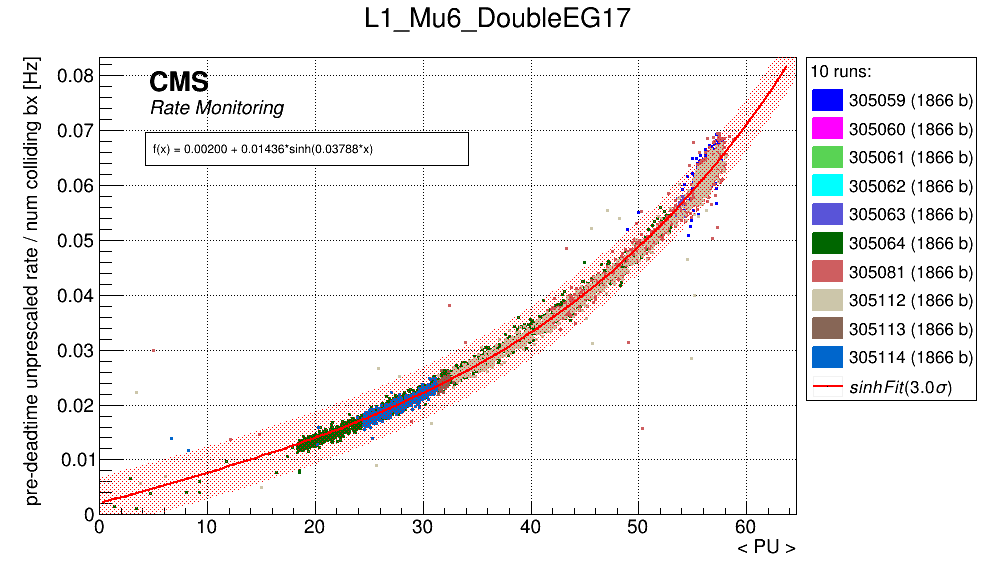 L1_Mu6_DoubleEG17
pre-deadtime unprescaled rate / num colliding bx [Hz]
0.08
0.07
0.06
0.05
0.04
0.03
0.02
0.01
0
CMS
Rate Monitoring
f(x) = 0.00200 + 0.01436*sinh(0.03788*x)
0 10 20 30 40 50 60
< PU >
10 runs:
305059 (1866 b)
305060 (1866 b)
305061 (1866 b)
305062 (1866 b)
305063 (1866 b)
305064 (1866 b)
305081 (1866 b)
305112 (1866 b)
305113 (1866 b)
305114 (1866 b)
sinhFit(3.0σ)